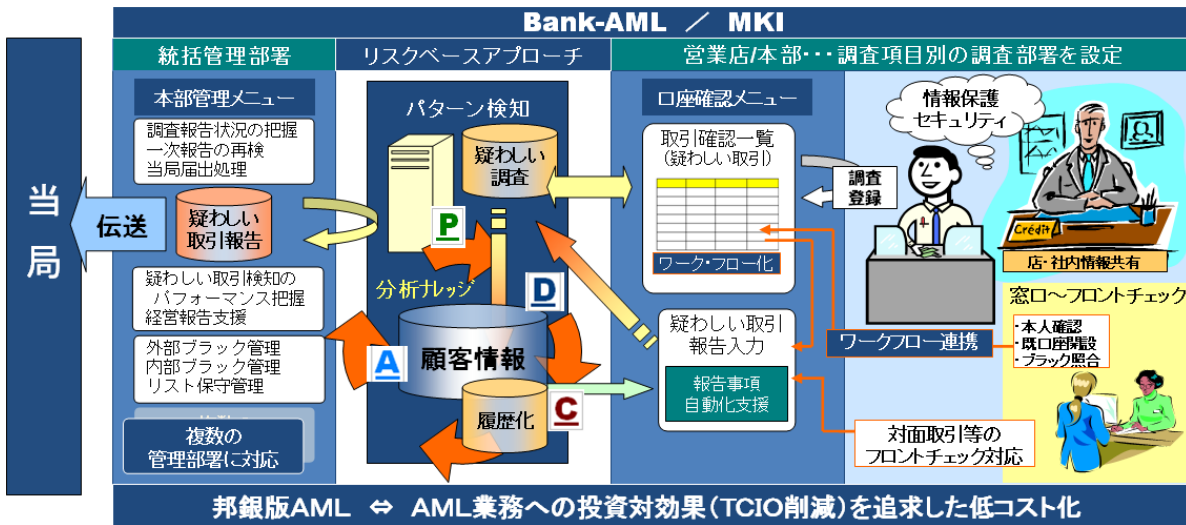 Bank-AML ／ MKI
統括管理部署
リスクベースアプローチ
営業店/本部・・・調査項目別の調査部署を設定
当局
伝送
本部管理メニュー
調査報告状況の把握
一次報告の再検
当局届出処理
疑わしい
取引報告
疑わしい取引検知の
パフォーマンス把握
経営報告支援
外部ブラック管理
内部ブラック管理
リスト保守管理
複数の
管理部署に対応
パターン検知
疑わしい
調査
P
分析ナレッジ
D
顧客情報
A
履歴化
C
口座確認メニュー
取引確認一覧
(疑わしい取引)
ワーク・フロー化
調査
登録
疑わしい取引
報告入力
報告事項
自動化支援
情報保護
セキュリティ
Crédit
店・社内情報共有
窓口～フロントチェック
ワークフロー連携
・本人確認
・既口座開設
・ブラック照合
対面取引等の
フロントチェック対応
邦銀版AML ⇔ AML業務への投資対効果(TCIO削減)を追求した低コスト化